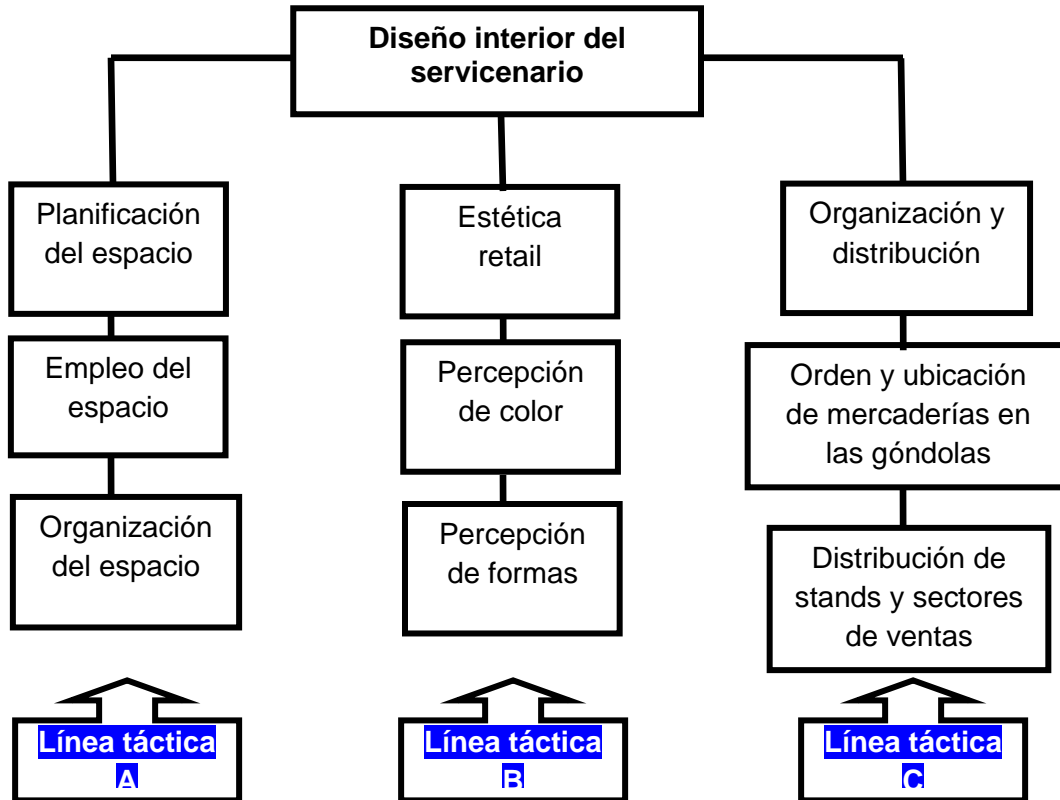 Diseño interior del
servicenario
Planificación
del espacio
Empleo del
espacio
Organización
del espacio
Línea táctica
A
Estética
retail
Percepción
de color
Percepción
de formas
Línea táctica
B
Organización y
distribución
Orden y ubicación
de mercaderías en
las góndolas
Distribución de
stands y sectores
de ventas
Línea táctica
C